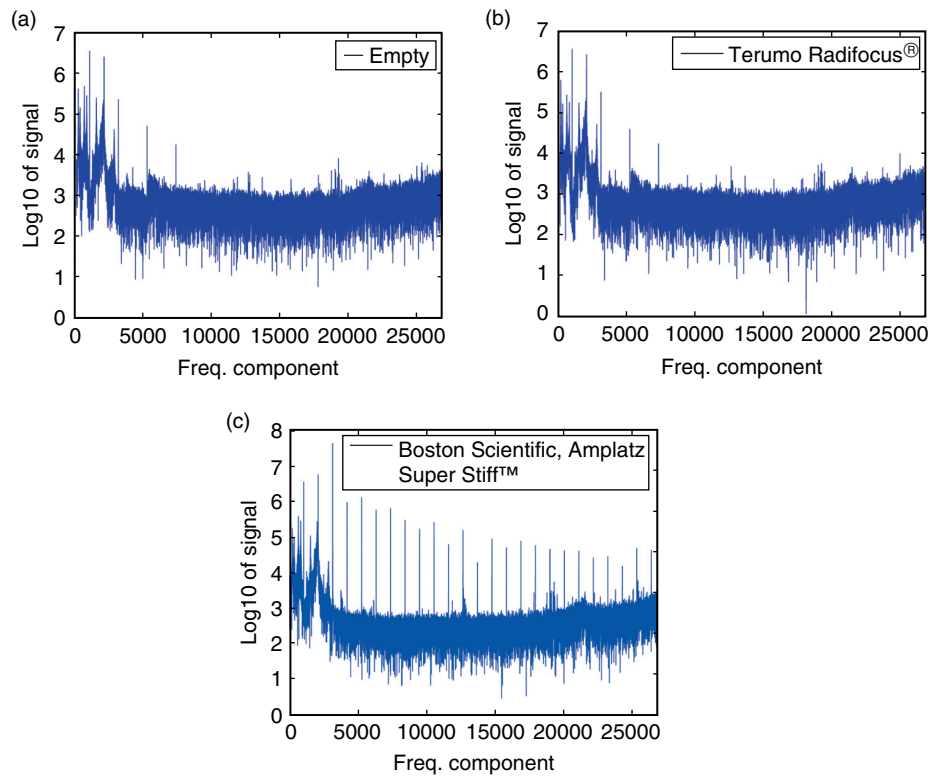 (a)
7
6
5
4
3
2
1
0
Log10 of signal
Empty
0 5000 10000 15000 20000 25000
Freq. component
(b)
7
6
5
4
3
2
1
0
Log10 of signal
Terumo Radifocus®
0 5000 10000 15000 20000 25000
Freq. component
(c)
8
7
6
5
4
3
2
1
0
Log10 of signal
Boston Scientific, Amplatz
Super Stiff™
0 5000 10000 15000 20000 25000
Freq. component